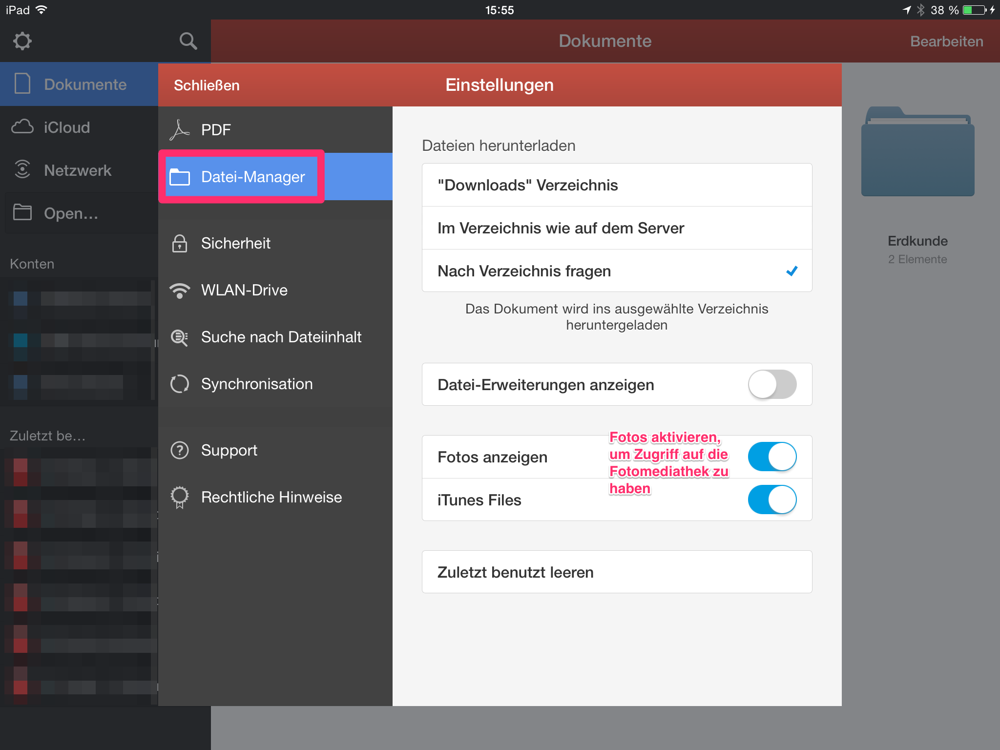 iPad
15:55
38 %
Dokumente
Bearbeiten
Dokumente
iCloud
Netzwerk
Open...
Konten
Zuletzt be...
Schließen
Einstellungen
PDF
Datei-Manager
Sicherheit
WLAN-Drive
Suche nach Dateiinhalt
Synchronisation
Support
Rechtliche Hinweise
Dateien herunterladen
"Downloads" Verzeichnis
Im Verzeichnis wie auf dem Server
Nach Verzeichnis fragen
Das Dokument wird ins ausgewählte Verzeichnis
heruntergeladen
Datei-Erweiterungen anzeigen
Fotos anzeigen
Fotos aktivieren,
um Zugriff auf die
Fotomediathek zu
haben
iTunes Files
Zuletzt benutzt leeren
Erdkunde
2 Elemente